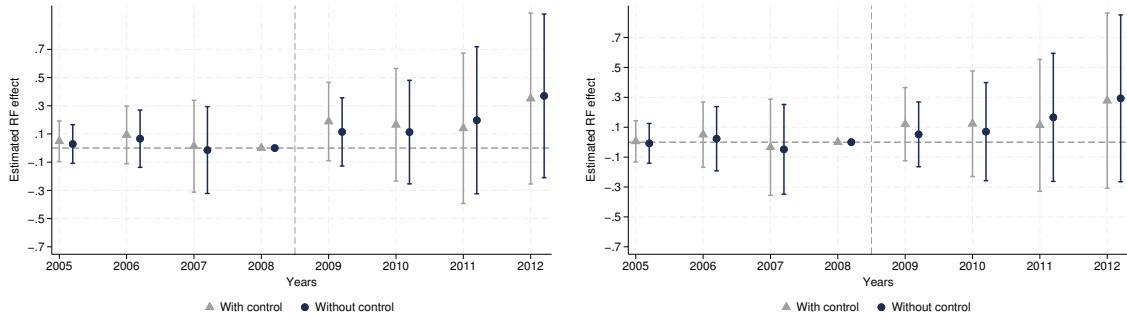 Estimated RF effect
.7
.5
.3
.1
−.1
−.3
−.5
−.7
2005 2006 2007 2008 2009 2010 2011 2012
Years
With control Without control
Estimated RF effect
.7
.5
.3
.1
−.1
−.3
−.5
−.7
2005 2006 2007 2008 2009 2010 2011 2012
Years
With control Without control